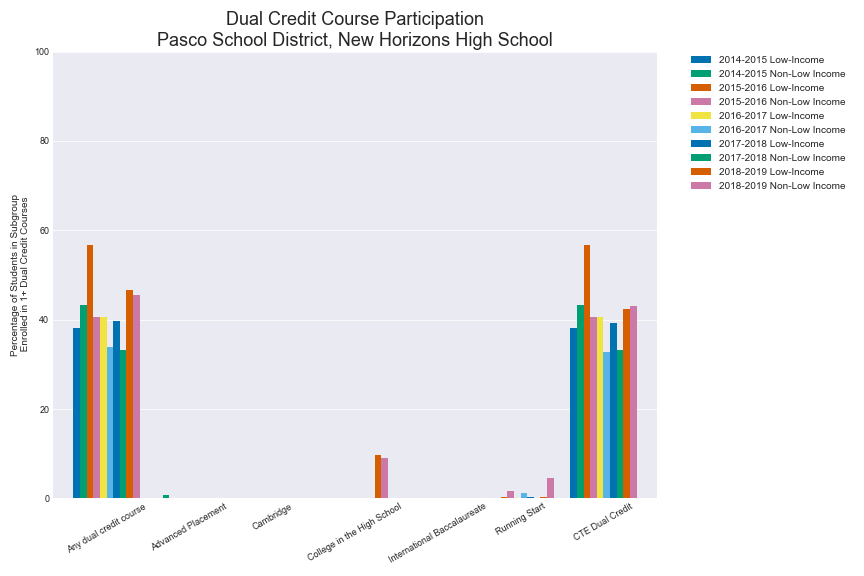 Dual Credit Course Participation
Pasco School District, New Horizons High School
Percentage of Students in Subgroup
Enrolled in 1+ Dual Credit Courses
100
80
60
40
20
0
Any dual credit course
Advanced Placement
Cambridge
College in the High School
International Baccalaureate
Running Start
CTE Dual Credit
2014-2015 Low-Income
2014-2015 Non-Low Income
2015-2016 Low-Income
2015-2016 Non-Low Income
2016-2017 Low-Income
2016-2017 Non-Low Income
2017-2018 Low-Income
2017-2018 Non-Low Income
2018-2019 Low-Income
2018-2019 Non-Low Income